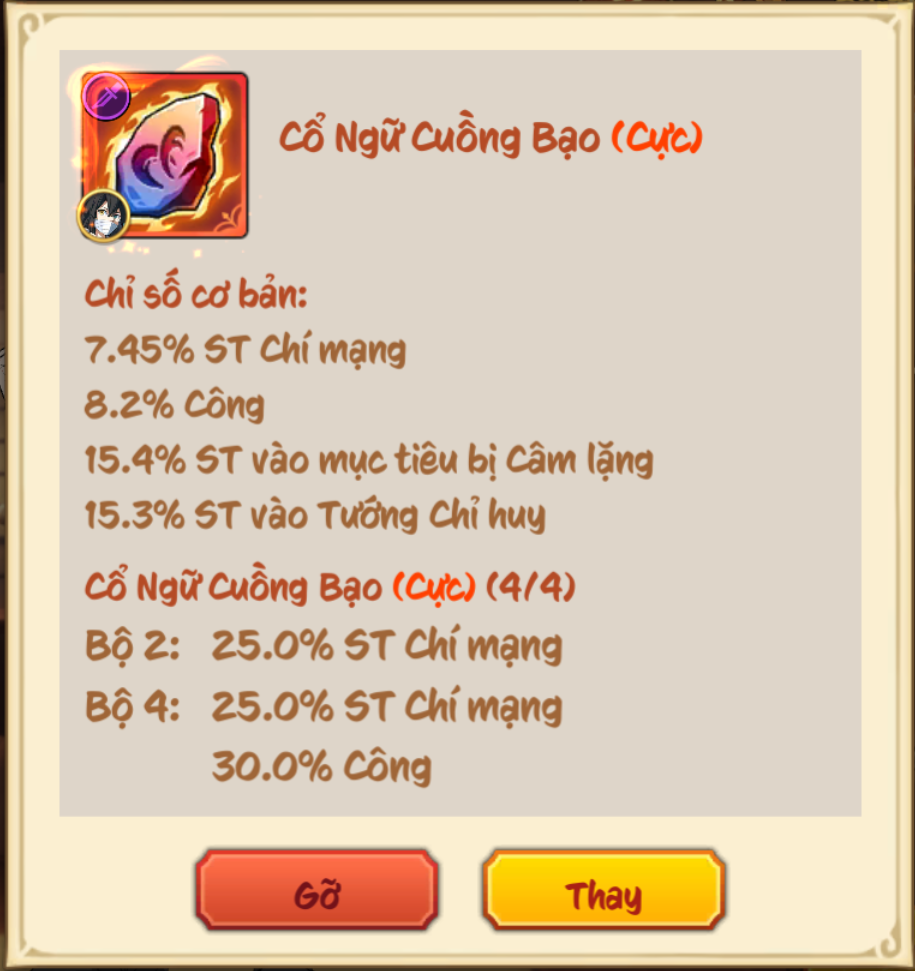 Cổ Ngữ Cuồng Bạo (Cực)
Chỉ số cơ bản:
7.45% ST Chí mạng
8.2% Công
15.4% ST vào mục tiêu bị Câm lặng
15.3% ST vào Tướng Chỉ huy
Cổ Ngữ Cuồng Bạo (Cực) (4/4)
Bộ 2: 25.0% ST Chí mạng
Bộ 4: 25.0% ST Chí mạng
30.0% Công
Gỡ Thay